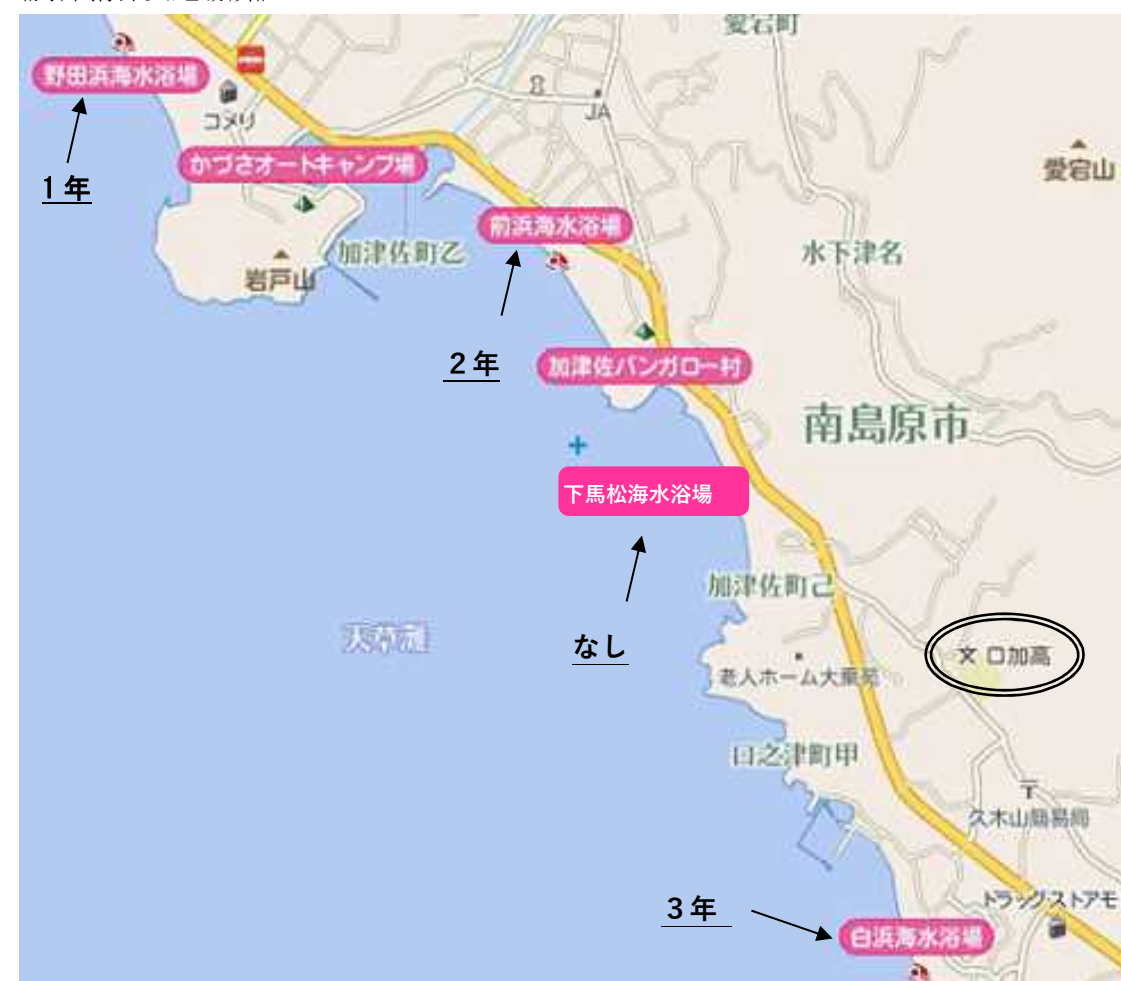 愛宕町
野田浜海水浴場
コメリ
JA
1年
かづさオートキャンプ場
愛宕山
前浜海水浴場
加津佐町乙
水下津名
岩戸山
2年
加津佐バンガロー村
南島原市
下馬松海水浴場
加津佐町己
なし
文 口加高
老人ホーム大乗苑
口之津町甲
〒
久木山簡易局
ドラッグストアモ
3年
白浜海水浴場